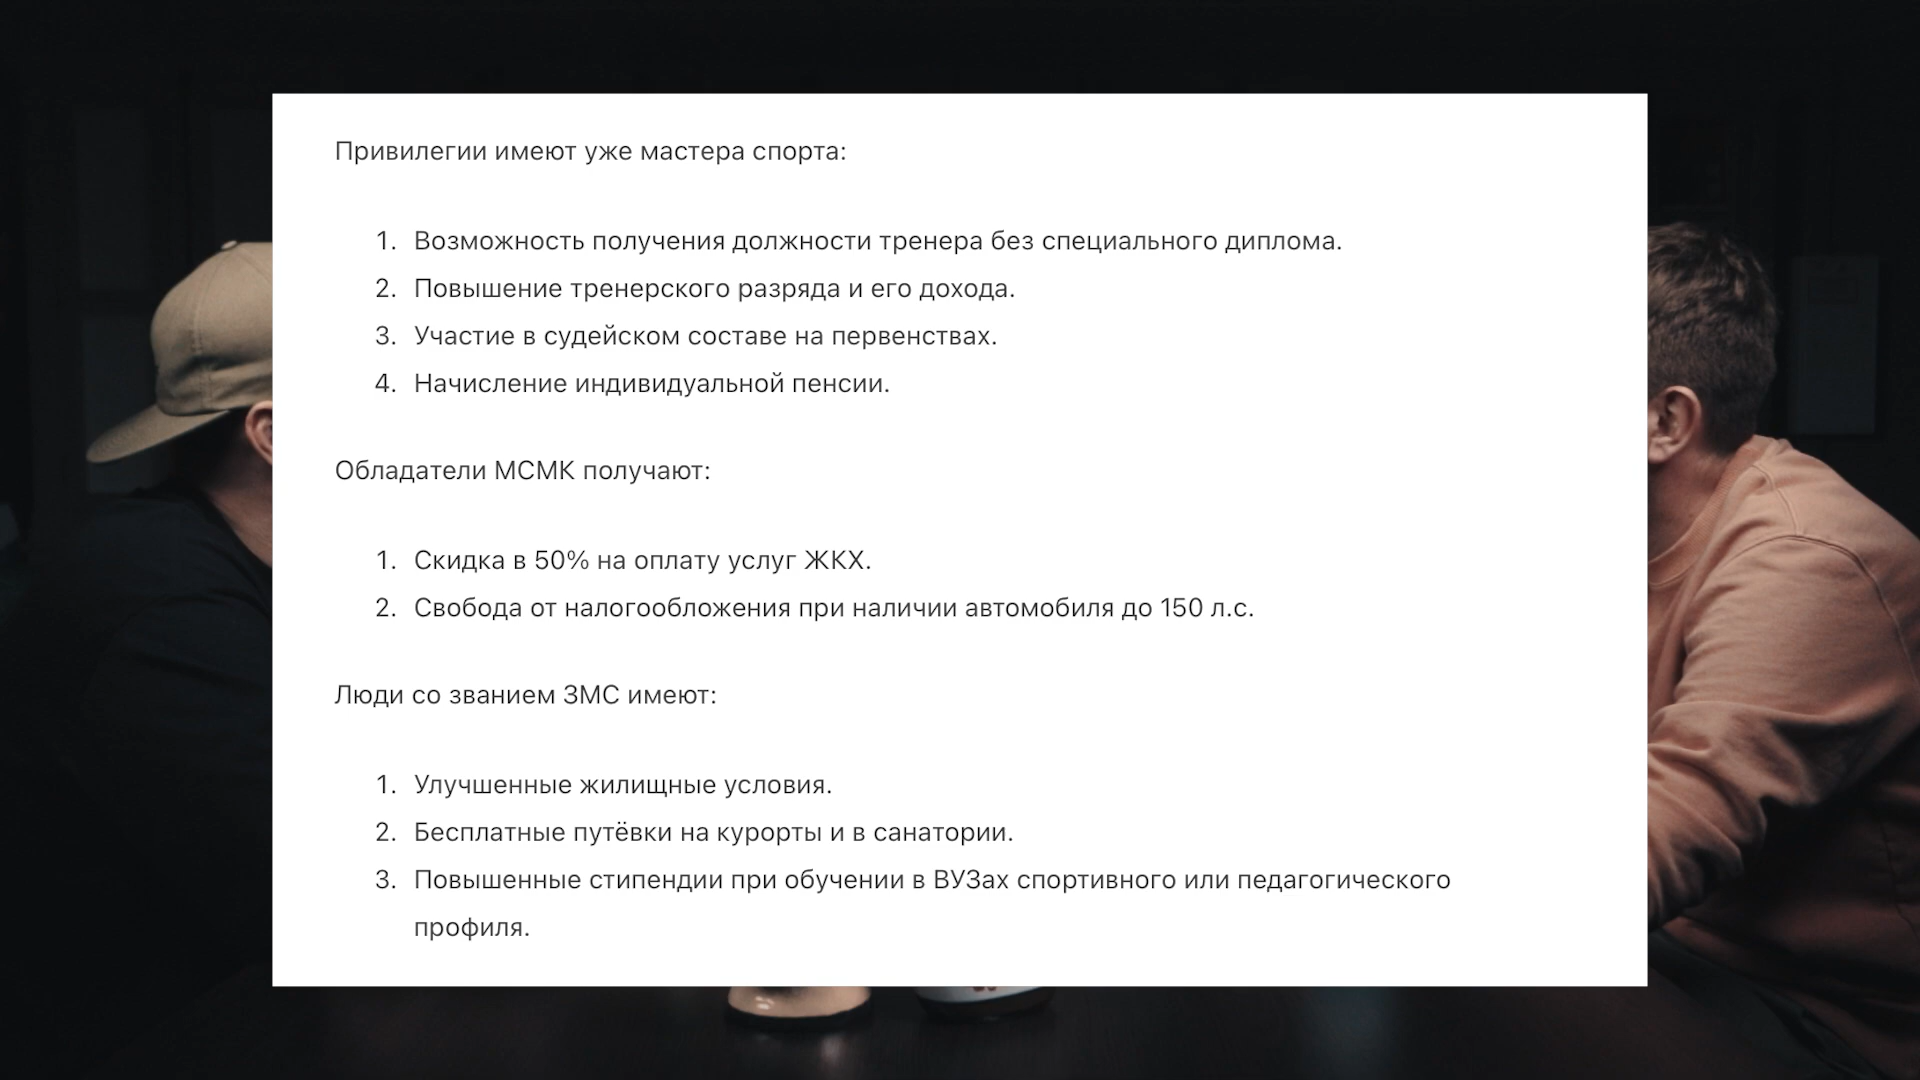 Привилегии имеют уже мастера спорта:
1. Возможность получения должности тренера без специального диплома.
2. Повышение тренерского разряда и его дохода.
3. Участие в судейском составе на первенствах.
4. Начисление индивидуальной пенсии.
Обладатели МСМК получают:
1. Скидка в 50% на оплату услуг ЖКХ.
2. Свобода от налогообложения при наличии автомобиля до 150 л.с.
Люди со званием ЗМС имеют:
1. Улучшенные жилищные условия.
2. Бесплатные путёвки на курорты и в санатории.
3. Повышенные стипендии при обучении в ВУЗах спортивного или педагогического
профиля.